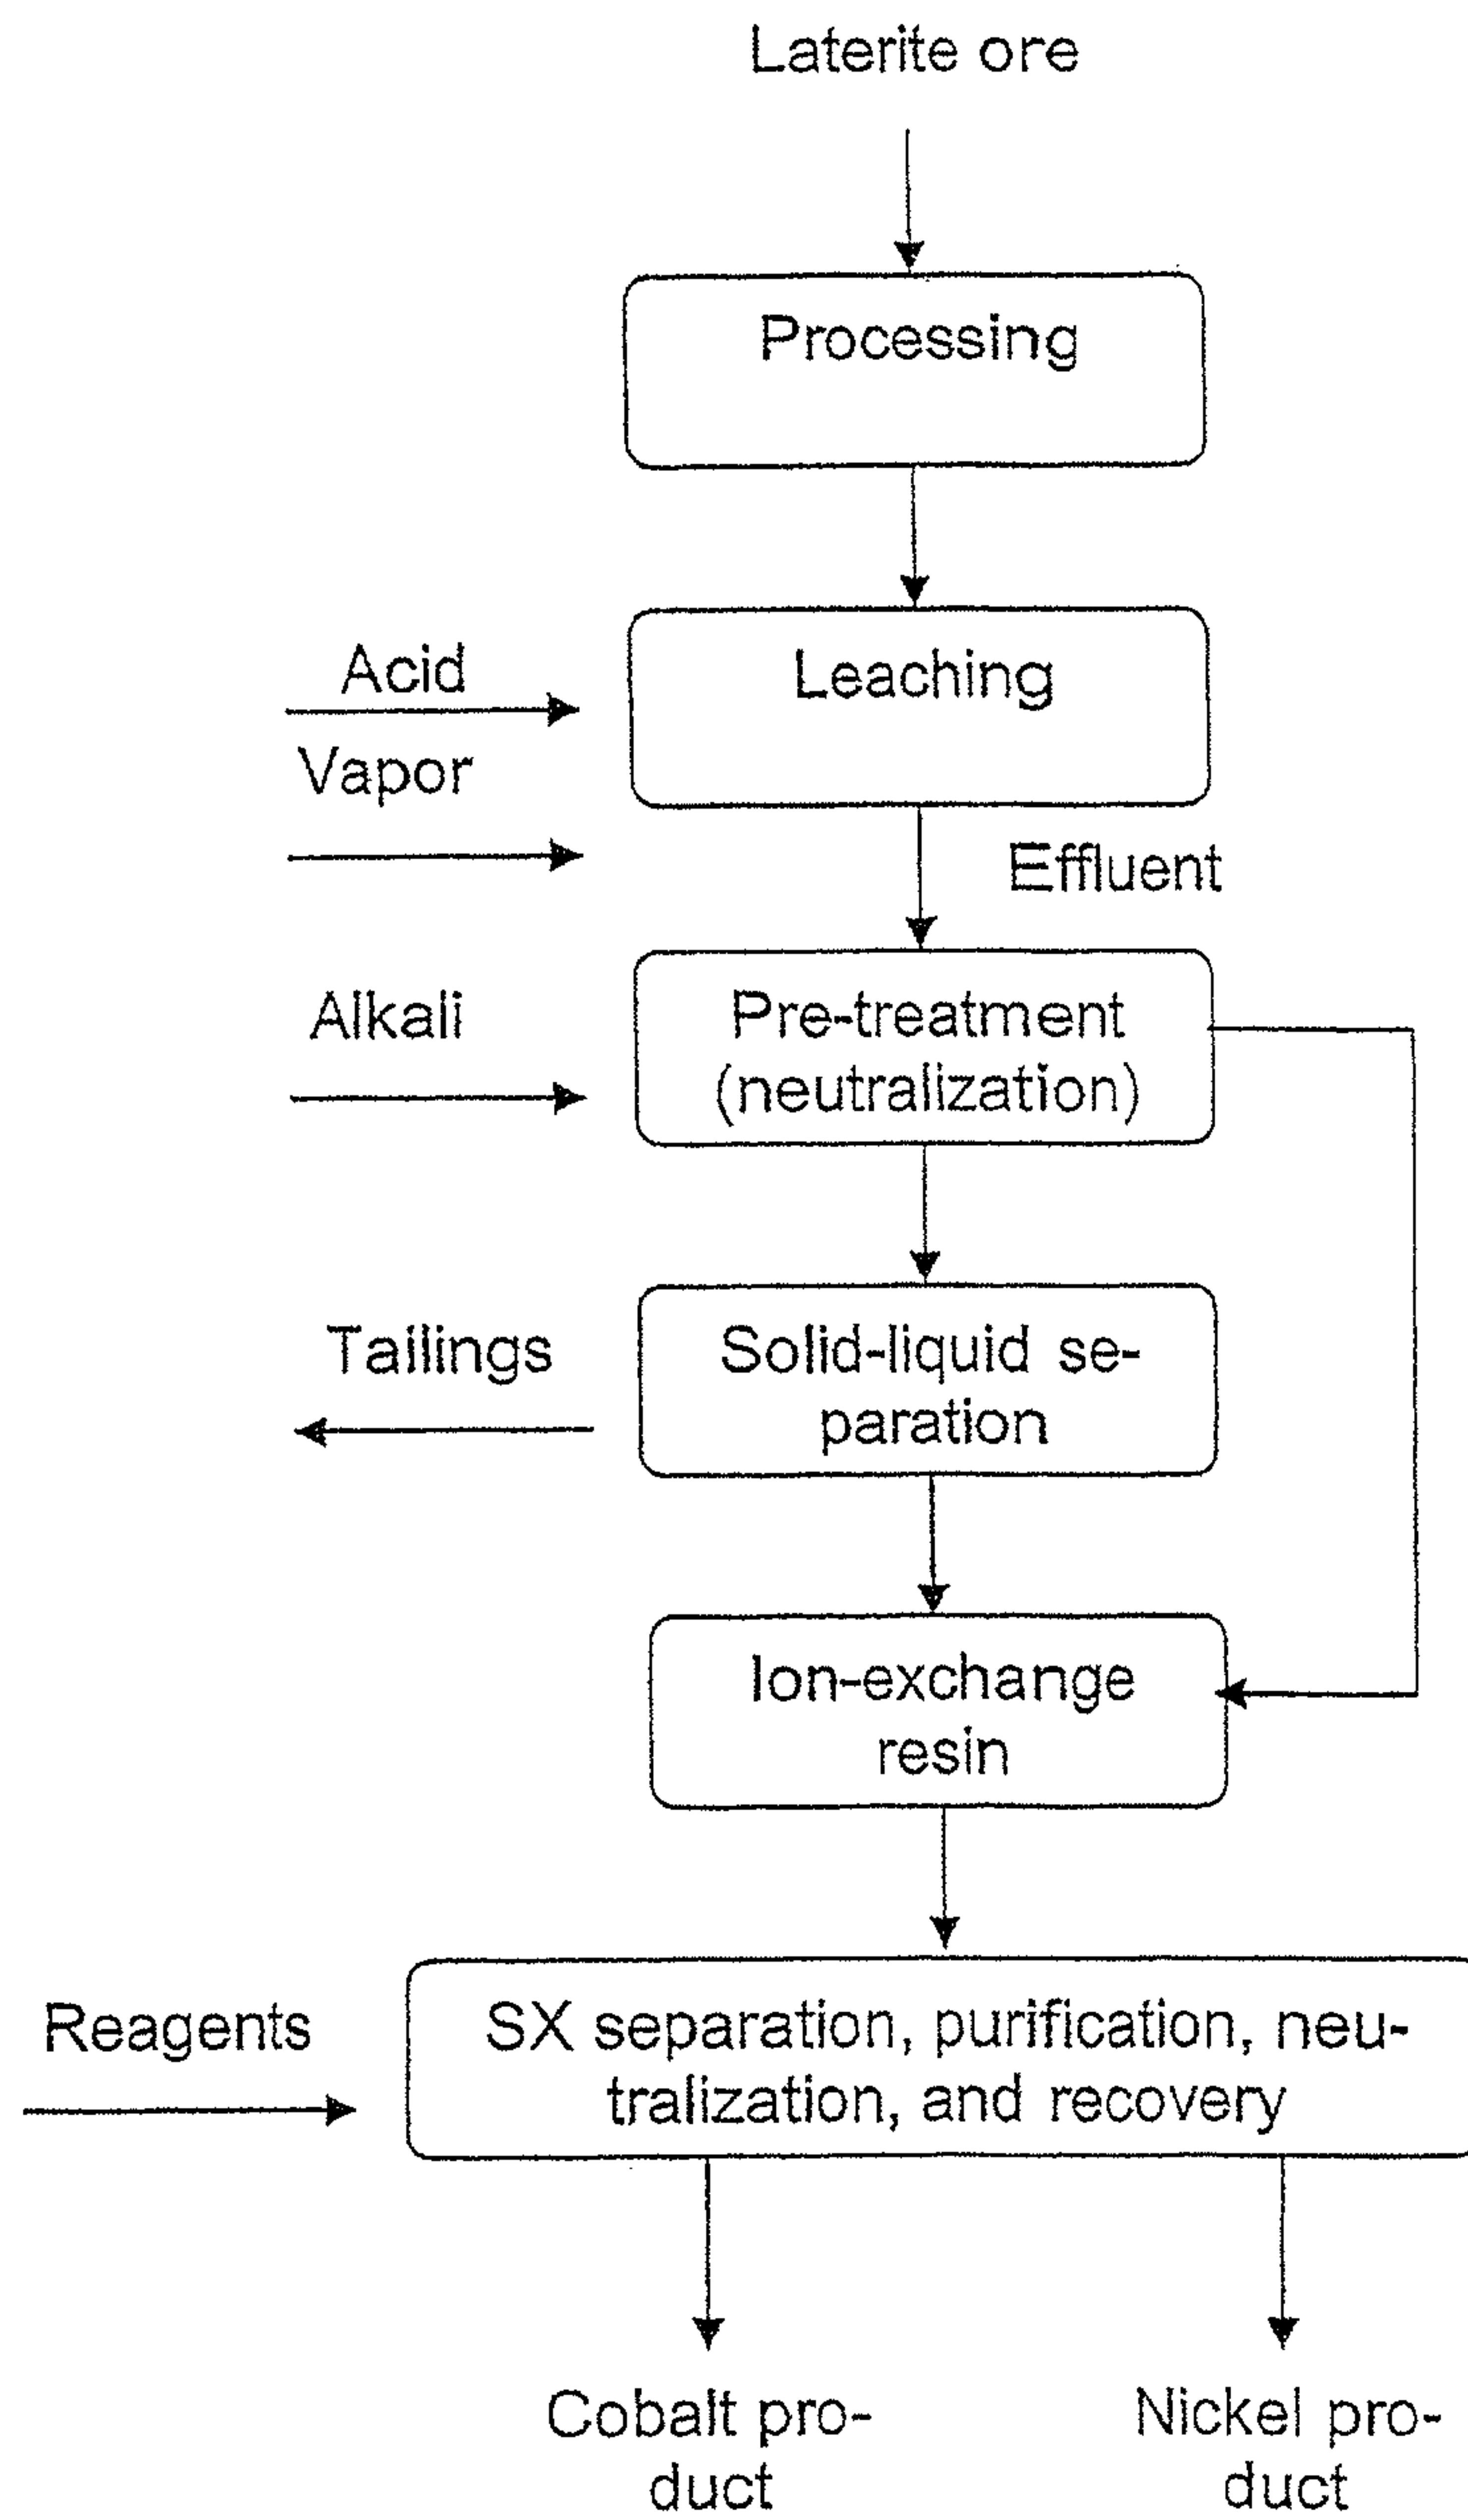 Laterite ore
Processing
Acid
Leaching
Vapor
Effluent
Alkali
Pre-treatment
(neutralization)
Tailings
Solid-liquid se-
paration
Ion-exchange
resin
Reagents
SX separation, purification, neu-
tralization, and recovery
Cobalt pro-
duct
Nickel pro-
duct